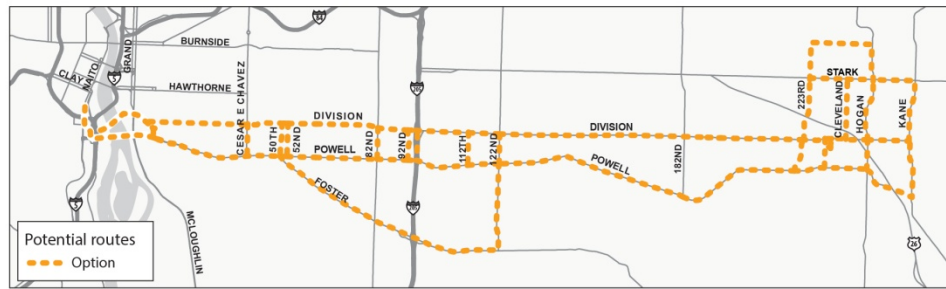 84
BURNSIDE
GRAND
NAITO
CLAY
5
HAWTHORNE
CESAR E CHAVEZ
50TH
52ND
DIVISION
POWELL
82ND
92ND
205
112TH
122ND
DIVISION
POWELL
182ND
223RD
STARK
CLEVELAND
HOGAN
KANE
FOSTER
MCLOUGHLIN
5
205
26
Potential routes
Option